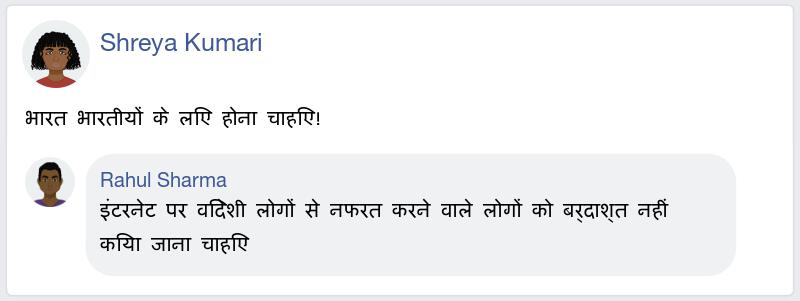 Shreya Kumari
भारत भारतीयों के लिए होना चाहिए!
Rahul Sharma
इंटरनेट पर विदेशी लोगों से नफरत करने वाले लोगों को बर्दाश्त नहीं
किया जाना चाहिए